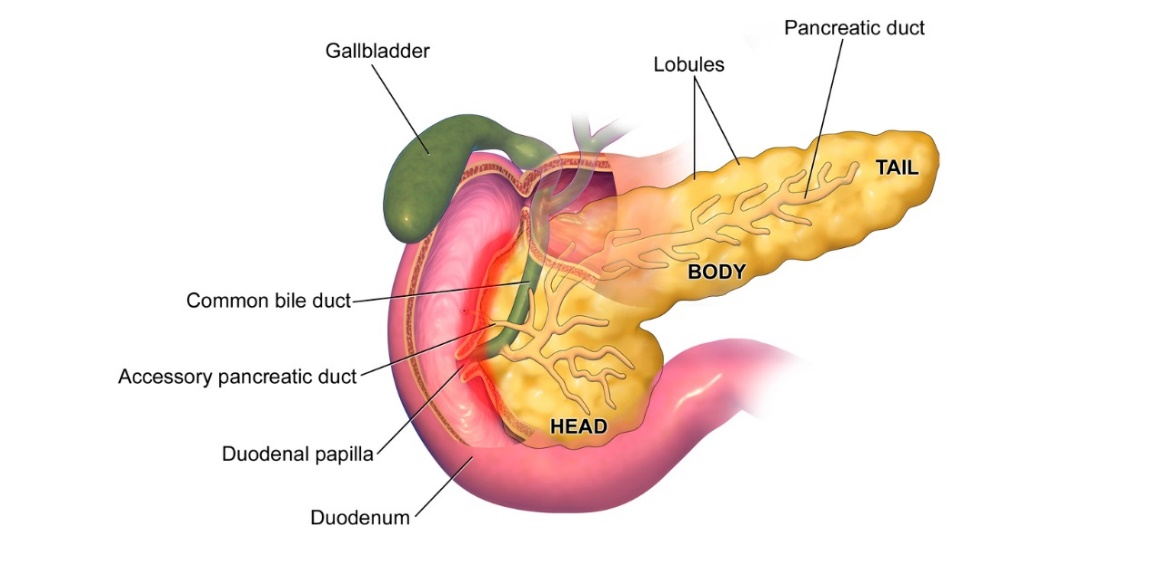 Pancreatic duct
Gallbladder
Lobules
TAIL
BODY
Common bile duct
Accessory pancreatic duct
HEAD
Duodenal papilla
Duodenum